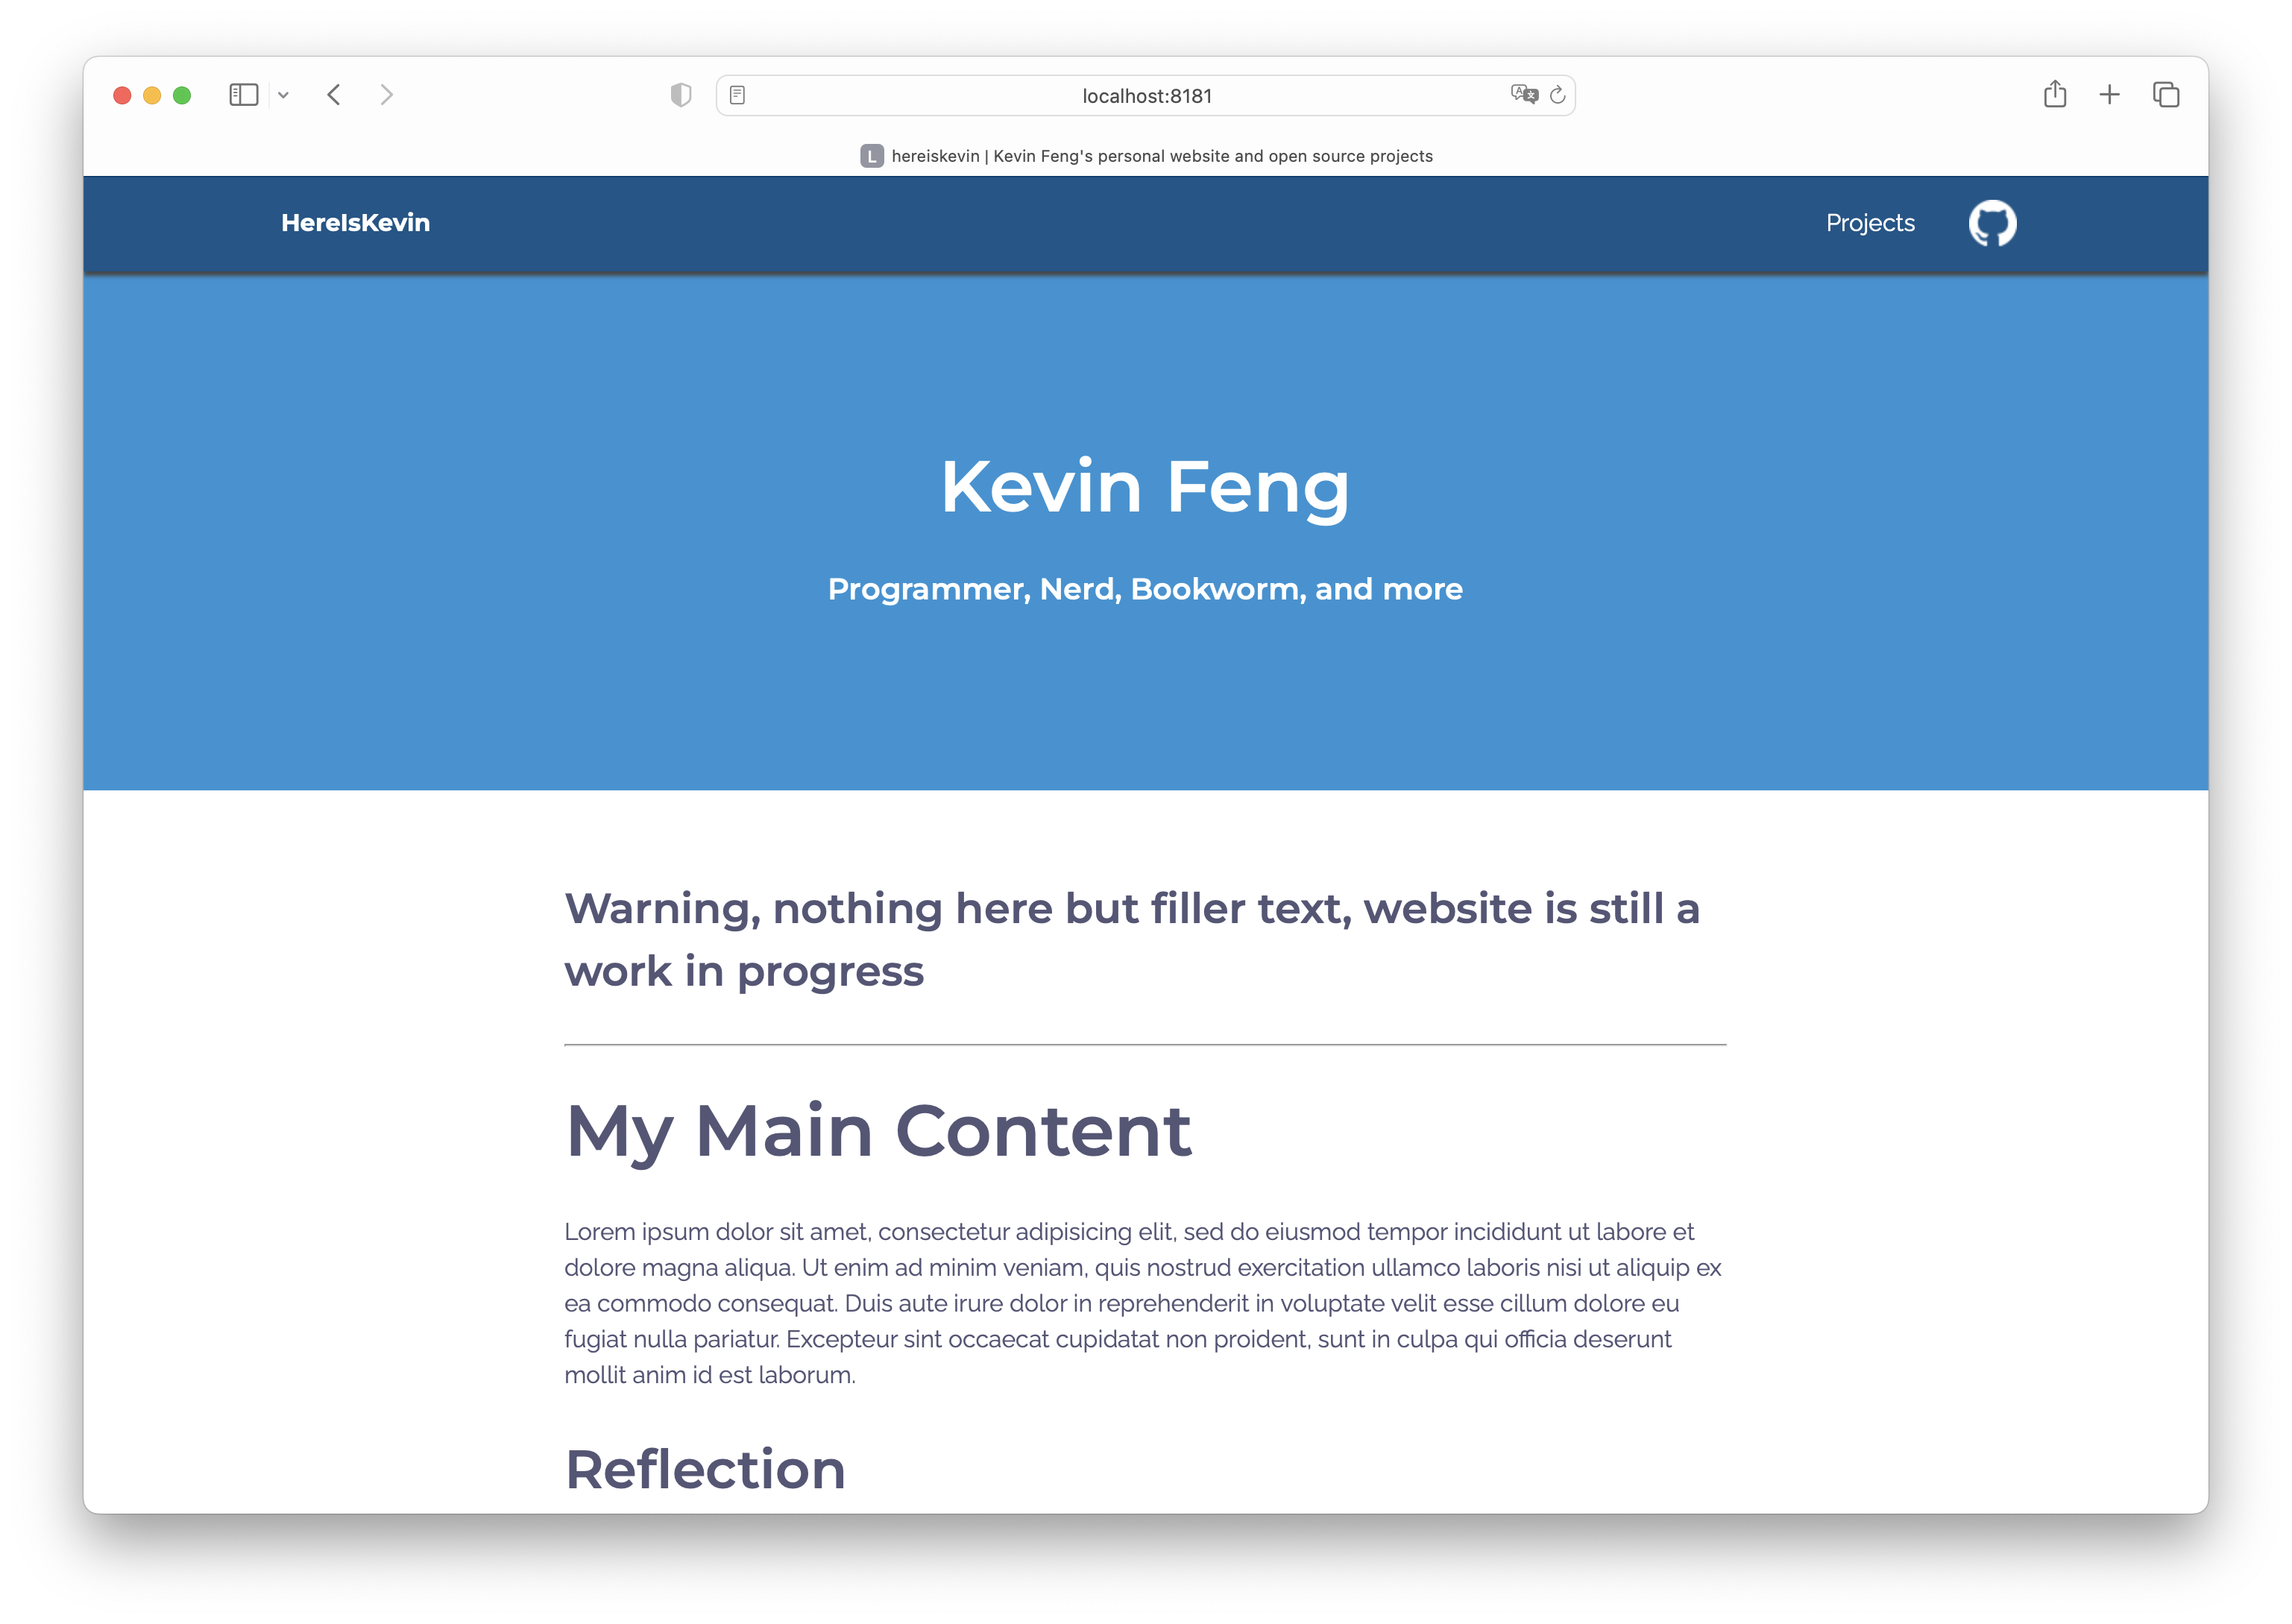 localhost:8181
L hereiskevin | Kevin Feng's personal website and open source projects
HereIsKevin
Projects
Kevin Feng
Programmer, Nerd, Bookworm, and more
Warning, nothing here but filler text, website is still a
work in progress
My Main Content
Lorem ipsum dolor sit amet, consectetur adipisicing elit, sed do eiusmod tempor incididunt ut labore et
dolore magna aliqua. Ut enim ad minim veniam, quis nostrud exercitation ullamco laboris nisi ut aliquip ex
ea commodo consequat. Duis aute irure dolor in reprehenderit in voluptate velit esse cillum dolore eu
fugiat nulla pariatur. Excepteur sint occaecat cupidatat non proident, sunt in culpa qui officia deserunt
mollit anim id est laborum.
Reflection